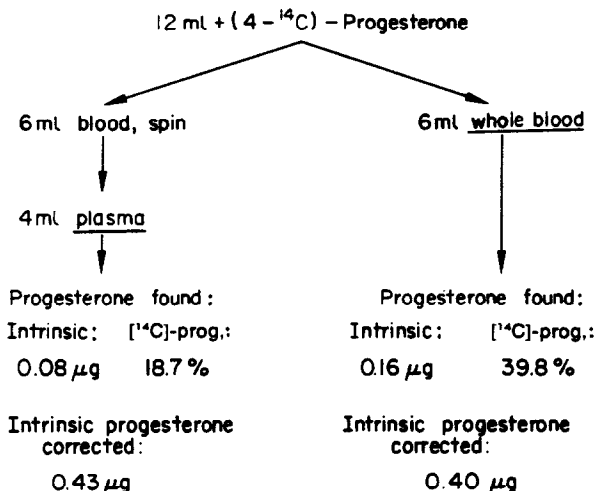 12 ml + (4 – ¹⁴C) – Progesterone
6 ml blood, spin
4 ml plasma
Progesterone found:
Intrinsic: [¹⁴C]-prog,:
0.08 µg 18.7 %
Intrinsic progesterone
corrected:
0.43 µg
6 ml whole blood
Progesterone found:
Intrinsic: [¹⁴C]-prog,:
0.16 µg 39.8 %
Intrinsic progesterone
corrected:
0.40 µg